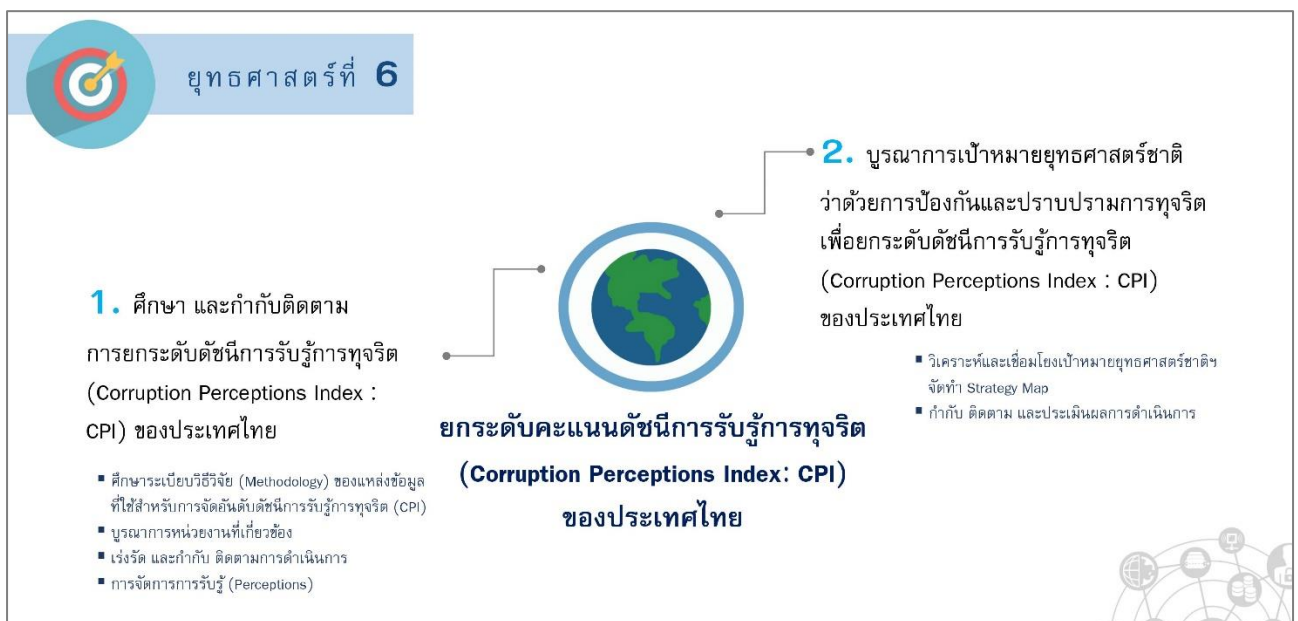 ยุทธศาสตร์ที่ 6
1. ศึกษา และกำกับติดตาม
การยกระดับดัชนีการรับรู้การทุจริต
(Corruption Perceptions Index :
CPI) ของประเทศไทย
■ ศึกษาระเบียบวิธีวิจัย (Methodology) ของแหล่งข้อมูล
ที่ใช้สำหรับการจัดอันดับดัชนีการรับรู้การทุจริต (CPI)
■ บูรณาการหน่วยงานที่เกี่ยวข้อง
■ เร่งรัด และกำกับ ติดตามการดำเนินการ
■ การจัดการการรับรู้ (Perceptions)
ยกระดับคะแนนดัชนีการรับรู้การทุจริต
(Corruption Perceptions Index: CPI)
ของประเทศไทย
2. บูรณาการเป้าหมายยุทธศาสตร์ชาติ
ว่าด้วยการป้องกันและปราบปรามการทุจริต
เพื่อยกระดับดัชนีการรับรู้การทุจริต
(Corruption Perceptions Index : CPI)
ของประเทศไทย
■ วิเคราะห์และเชื่อมโยงเป้าหมายยุทธศาสตร์ชาติฯ
จัดทำ Strategy Map
■ กำกับ ติดตาม และประเมินผลการดำเนินการ